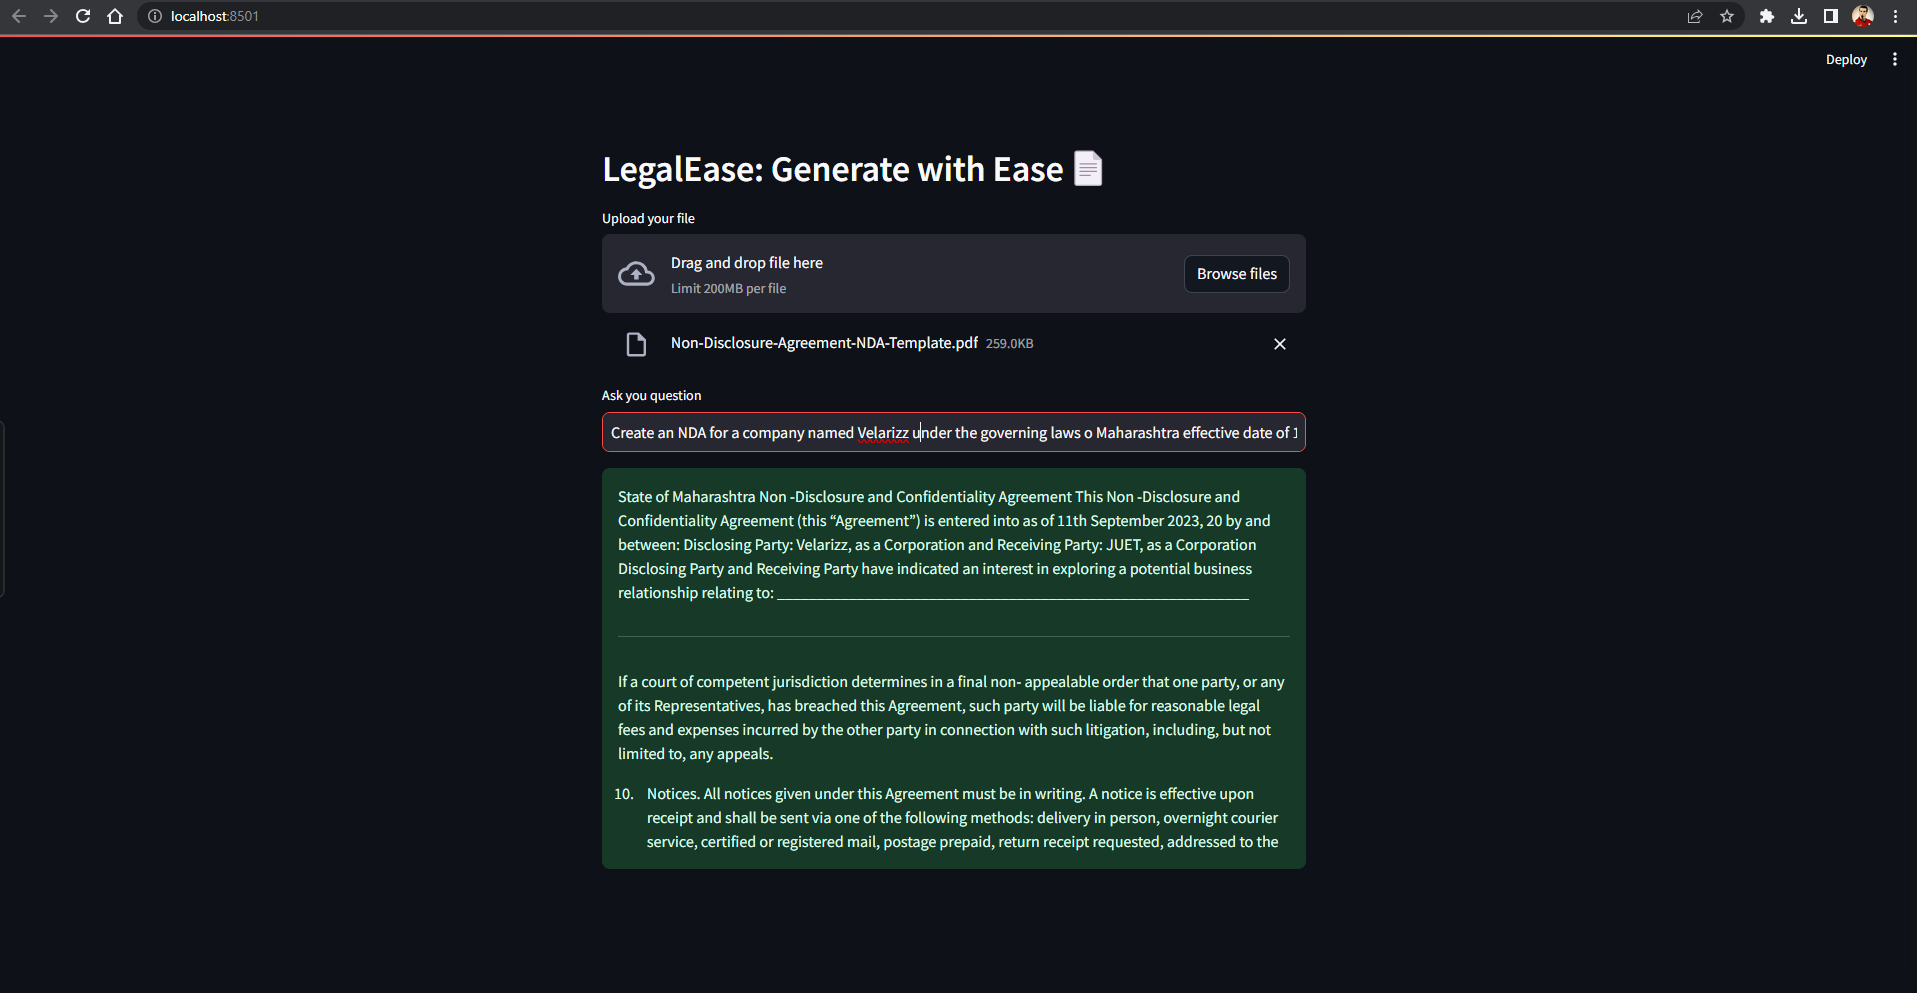 localhost:8501
Deploy
LegalEase: Generate with Ease
Upload your file
Drag and drop file here
Limit 200MB per file
Browse files
Non-Disclosure-Agreement-NDA-Template.pdf 259.0KB
Ask you question
Create an NDA for a company named Velarizz under the governing laws o Maharashtra effective date of 1
State of Maharashtra Non -Disclosure and Confidentiality Agreement This Non -Disclosure and
Confidentiality Agreement (this “Agreement”) is entered into as of 11th September 2023, 20 by and
between: Disclosing Party: Velarizz, as a Corporation and Receiving Party: JUET, as a Corporation
Disclosing Party and Receiving Party have indicated an interest in exploring a potential business
relationship relating to: ___________________________________________________________
If a court of competent jurisdiction determines in a final non- appealable order that one party, or any
of its Representatives, has breached this Agreement, such party will be liable for reasonable legal
fees and expenses incurred by the other party in connection with such litigation, including, but not
limited to, any appeals.
10. Notices. All notices given under this Agreement must be in writing. A notice is effective upon
receipt and shall be sent via one of the following methods: delivery in person, overnight courier
service, certified or registered mail, postage prepaid, return receipt requested, addressed to the